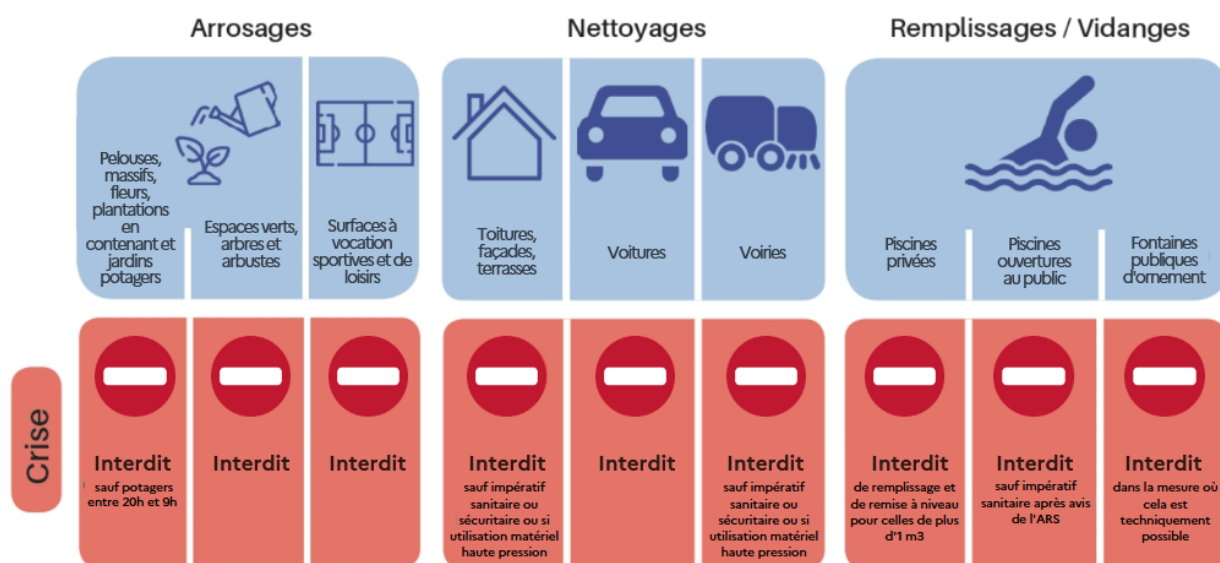 Arrosages
Nettoyages
Remplissages / Vidanges
Pelouses,
massifs,
fleurs,
plantations
en
contenant et
jardins
potagers
Espaces verts,
arbres et
arbustes
Surfaces à
vocation
sportives et de
loisirs
Toitures,
façades,
terrasses
Voitures
Voiries
Piscines
privées
Piscines
ouvertures
au public
Fontaines
publiques
d'ornement
Crise
Interdit
sauf potagers
entre 20h et 9h
Interdit
Interdit
Interdit
sauf impératif
sanitaire ou
sécuritaire ou si
utilisation matériel
haute pression
Interdit
Interdit
sauf impératif
sanitaire ou
sécuritaire ou si
utilisation matériel
haute pression
Interdit
de remplissage et
de remise à niveau
pour celles de plus
d'1 m3
Interdit
sauf impératif
sanitaire après avis
de l'ARS
Interdit
dans la mesure où
cela est
techniquement
possible